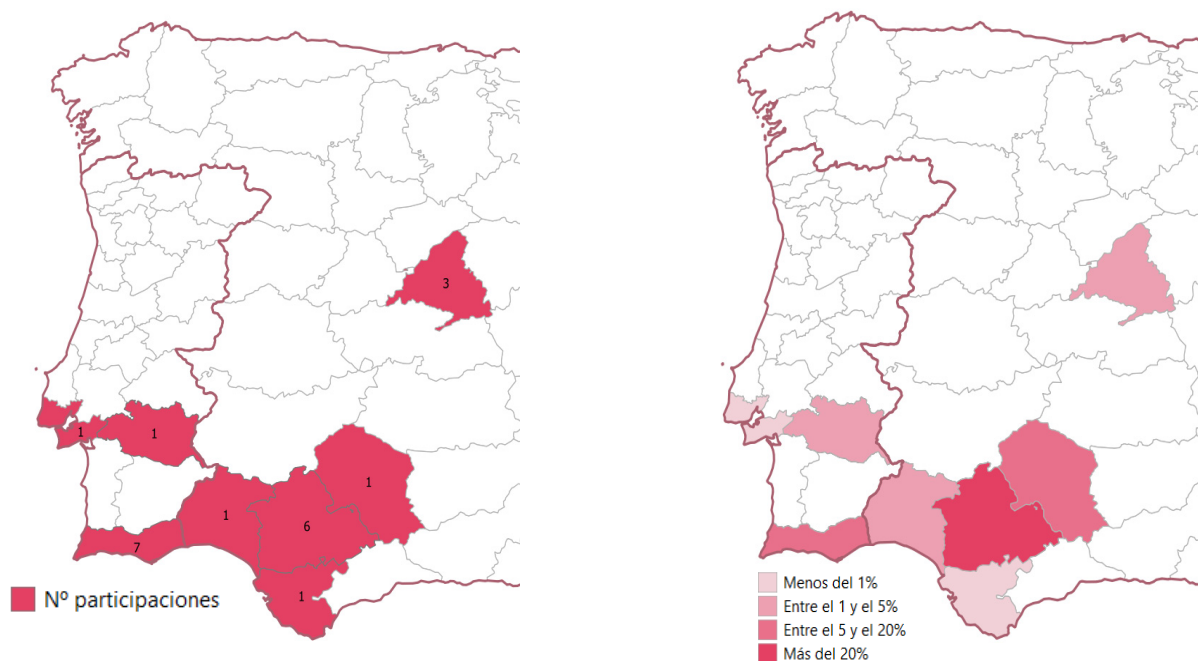 3
1
1
1
1
6
7
1
Nº participaciones
Menos del 1%
Entre el 1 y el 5%
Entre el 5 y el 20%
Más del 20%